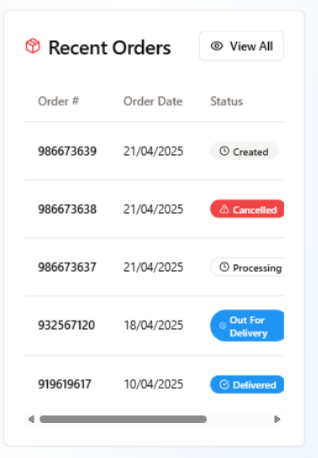 Recent Orders
View All
Order # Order Date Status
986673639 21/04/2025 Created
986673638 21/04/2025 Cancelled
986673637 21/04/2025 Processing
932567120 18/04/2025 Out For
Delivery
919619617 10/04/2025 Delivered